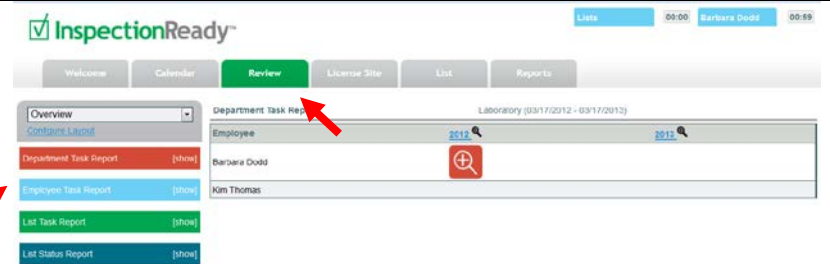 InspectionReady™
Lists 00:00 Barbara Dodd 00:59
Welcome Calendar Review License Site List Reports
Overview
Configure Layout
Department Task Report [show]
Employee Task Report [show]
List Task Report [show]
List Status Report [show]
Department Task Rep
Laboratory (03/17/2012 - 03/17/2013)
Employee 2012 2013
Barbara Dodd
Kim Thomas